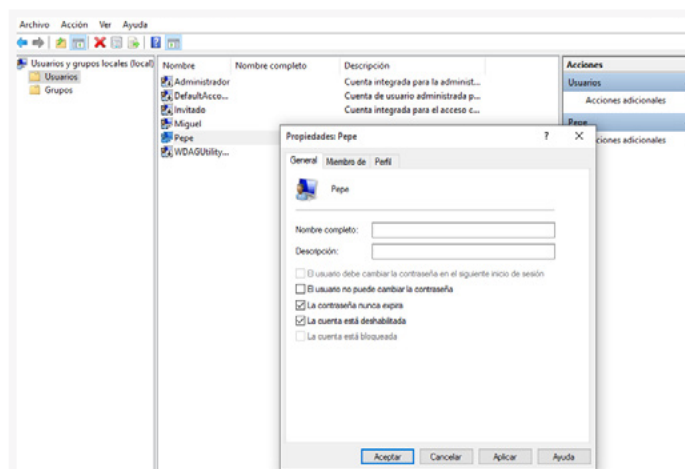 Archivo Acción Ver Ayuda
Usuarios y grupos locales (local)
Usuarios
Grupos
Nombre Nombre completo Descripción
Administrador Cuenta integrada para la administ...
DefaultAcco... Cuenta de usuario administrada p...
Invitado Cuenta integrada para el acceso c...
Miguel
Pepe
WDAGUtility...
Acciones
Usuarios
Acciones adicionales
Pepe
ciones adicionales
Propiedades: Pepe ? X
General Miembro de Perfil
Pepe
Nombre completo:
Descripción:
El usuario debe cambiar la contraseña en el siguiente inicio de sesión
El usuario no puede cambiar la contraseña
La contraseña nunca expira
La cuenta está deshabilitada
La cuenta está bloqueada
Aceptar Cancelar Aplicar Ayuda